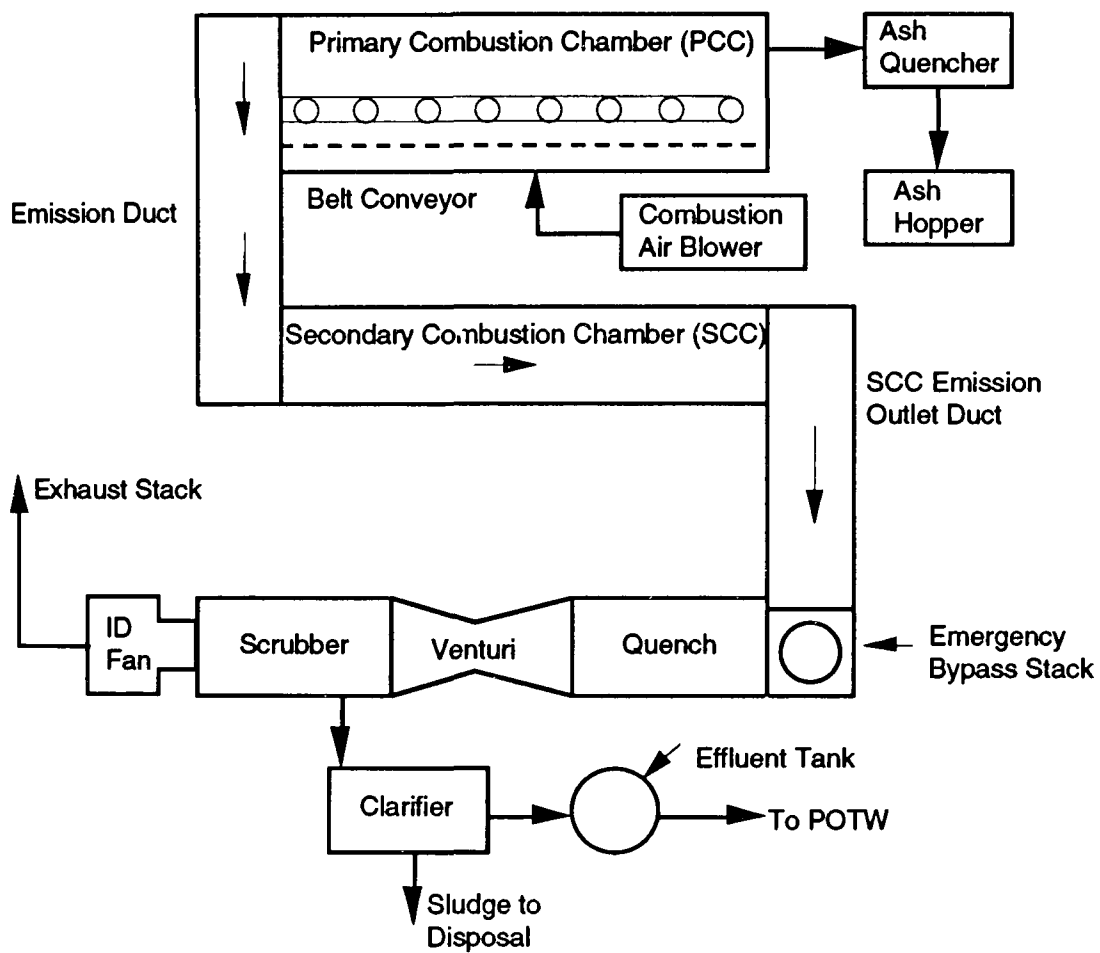 Primary Combustion Chamber (PCC)
Ash
Quencher
Belt Conveyor
Ash
Hopper
Emission Duct
Combustion
Air Blower
Secondary Combustion Chamber (SCC)
SCC Emission
Outlet Duct
Exhaust Stack
ID
Fan
Scrubber
Venturi
Quench
Emergency
Bypass Stack
Effluent Tank
Clarifier
To POTW
Sludge to
Disposal